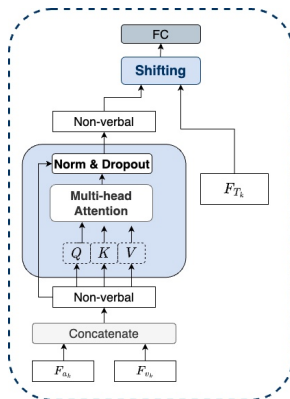 FC
Shifting
Non-verbal
Norm & Dropout
Multi-head
Attention
Q K V
F_{T_k}
Non-verbal
Concatenate
F_{a_k} F_{v_k}